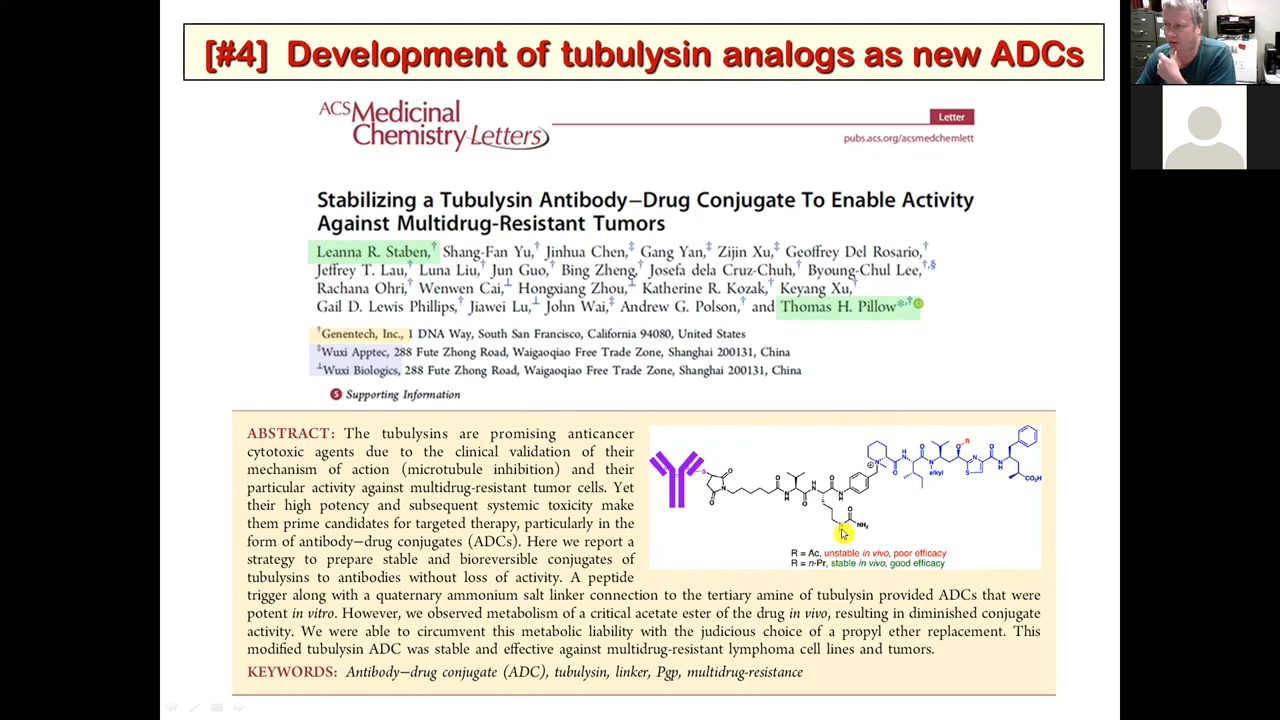 [#4] Development of tubulysin analogs as new ADCs
ACS Medicinal
Chemistry Letters
Letter
pubs.acs.org/acsmedchemlett
Stabilizing a Tubulysin Antibody−Drug Conjugate To Enable Activity
Against Multidrug-Resistant Tumors
Leanna R. Staben,† Shang-Fan Yu,† Jinhua Chen,‡ Gang Yan,‡ Zijin Xu,‡ Geoffrey Del Rosario,†
Jeffrey T. Lau,† Luna Liu,† Jun Guo,† Bing Zheng,† Josefa dela Cruz-Chuh,† Byoung-Chul Lee,†,§
Rachana Ohri,† Wenwen Cai,⊥ Hongxiang Zhou,⊥ Katherine R. Kozak,† Keyang Xu,†
Gail D. Lewis Phillips,† Jiawei Lu,⊥ John Wai,‡ Andrew G. Polson,† and Thomas H. Pillow*,†
†Genentech, Inc., 1 DNA Way, South San Francisco, California 94080, United States
‡Wuxi Apptec, 288 Fute Zhong Road, Waigaoqiao Free Trade Zone, Shanghai 200131, China
⊥Wuxi Biologics, 288 Fute Zhong Road, Waigaoqiao Free Trade Zone, Shanghai 200131, China
S Supporting Information
ABSTRACT: The tubulysins are promising anticancer
cytotoxic agents due to the clinical validation of their
mechanism of action (microtubule inhibition) and their
particular activity against multidrug-resistant tumor cells. Yet
their high potency and subsequent systemic toxicity make
them prime candidates for targeted therapy, particularly in the
form of antibody−drug conjugates (ADCs). Here we report a
strategy to prepare stable and bioreversible conjugates of
tubulysins to antibodies without loss of activity. A peptide
trigger along with a quaternary ammonium salt linker connection to the tertiary amine of tubulysin provided ADCs that were
potent in vitro. However, we observed metabolism of a critical acetate ester of the drug in vivo, resulting in diminished conjugate
activity. We were able to circumvent this metabolic liability with the judicious choice of a propyl ether replacement. This
modified tubulysin ADC was stable and effective against multidrug-resistant lymphoma cell lines and tumors.
alkyl
CO₂H
NH₂
R = Ac, unstable in vivo, poor efficacy
R = n-Pr, stable in vivo, good efficacy
KEYWORDS: Antibody−drug conjugate (ADC), tubulysin, linker, Pgp, multidrug-resistance